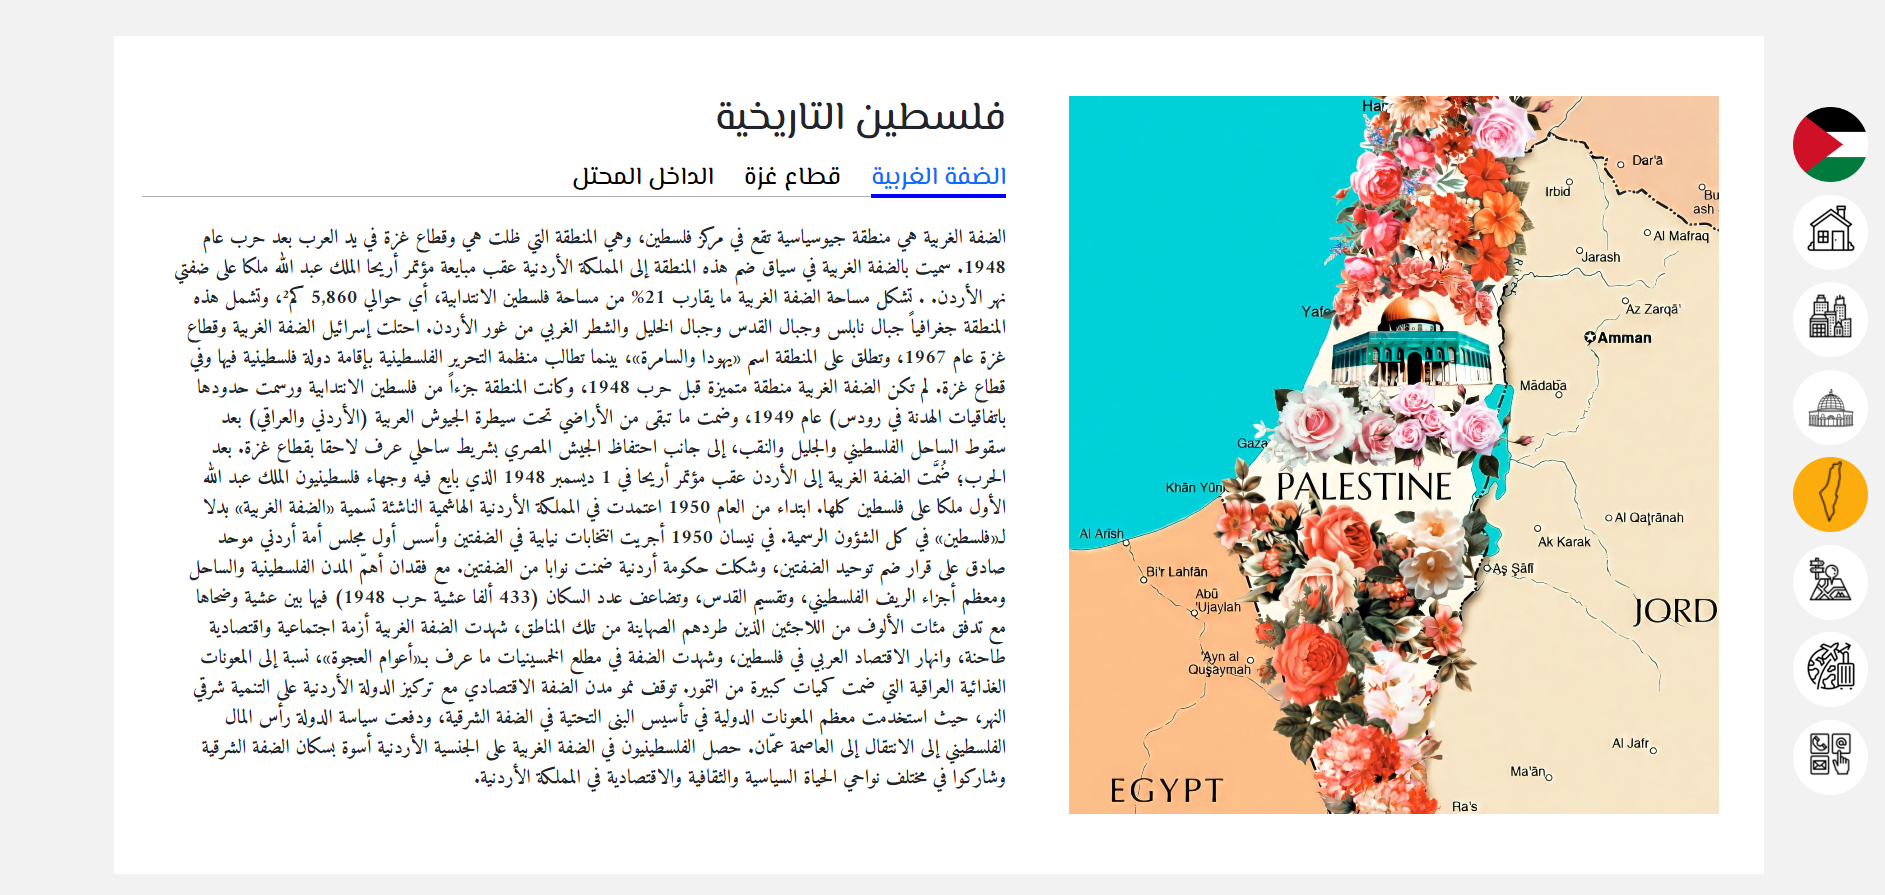 فلسطين التاريخية
الضفة الغربية
قطاع غزة
الداخل المحتل
الضفة الغربية هي منطقة جيوسياسية تقع في مركز فلسطين، وهي المنطقة التي ظلت هي وقطاع غزة في يد العرب بعد حرب عام
1948. سميت بالضفة الغربية في سياق ضم هذه المنطقة إلى المملكة الأردنية عقب مبايعة مؤتمر أريحا الملك عبد الله ملكا على ضفتي
نهر الأردن. . تشكل مساحة الضفة الغربية ما يقارب 21% من مساحة فلسطين الانتدابية، أي حوالي 5,860 كم²، وتشمل هذه
المنطقة جغرافياً جبال نابلس وجبال القدس وجبال الخليل والشطر الغربي من غور الأردن. احتلت إسرائيل الضفة الغربية وقطاع
غزة عام 1967، وتطلق على المنطقة اسم «يهودا والسامرة»، بينما تطالب منظمة التحرير الفلسطينية بإقامة دولة فلسطينية فيها وفي
قطاع غزة. لم تكن الضفة الغربية منطقة متميزة قبل حرب 1948، وكانت المنطقة جزءاً من فلسطين الانتدابية ورسمت حدودها
باتفاقيات الهدنة في رودس) عام 1949، وضمت ما تبقى من الأراضي تحت سيطرة الجيوش العربية (الأردني والعراقي) بعد
سقوط الساحل الفلسطيني والجليل والنقب، إلى جانب احتفاظ الجيش المصري بشريط ساحلي عرف لاحقا بقطاع غزة. بعد
الحرب؛ ضُمَّت الضفة الغربية إلى الأردن عقب مؤتمر أريحا في 1 ديسمبر 1948 الذي بايع فيه وجهاء فلسطينيون الملك عبد الله
الأول ملكا على فلسطين كلها. ابتداء من العام 1950 اعتمدت في المملكة الأردنية الهاشمية الناشئة تسمية «الضفة الغربية» بدلا
لـ«فلسطين» في كل الشؤون الرسمية. في نيسان 1950 أجريت انتخابات نيابية في الضفتين وأسس أول مجلس أمة أردني موحد
صادق على قرار ضم توحيد الضفتين، وشكلت حكومة أردنية ضمنت نوابا من الضفتين. مع فقدان أهمّ المدن الفلسطينية والساحل
ومعظم أجزاء الريف الفلسطيني، وتقسيم القدس، وتضاعف عدد السكان (433 ألفا عشية حرب 1948) فيها بين عشية وضحاها
مع تدفق مئات الألوف من اللاجئين الذين طردهم الصهاينة من تلك المناطق، شهدت الضفة الغربية أزمة اجتماعية واقتصادية
طاحنة، وانهار الاقتصاد العربي في فلسطين، وشهدت الضفة في مطلع الخمسينيات ما عرف بـ«أعوام العجوة»، نسبة إلى المعونات
الغذائية العراقية التي ضمت كميات كبيرة من التمور. توقف نمو مدن الضفة الاقتصادي مع تركيز الدولة الأردنية على التنمية شرقي
النهر، حيث استخدمت معظم المعونات الدولية في تأسيس البنى التحتية في الضفة الشرقية، ودفعت سياسة الدولة رأس المال
الفلسطيني إلى الانتقال إلى العاصمة عمّان. حصل الفلسطينيون في الضفة الغربية على الجنسية الأردنية أسوة بسكان الضفة الشرقية
وشاركوا في مختلف نواحي الحياة السياسية والثقافية والاقتصادية في المملكة الأردنية.
Dar'ā
Irbid
ash
Al Mafraq
Jarash
Az Zarqā'
Amman
Mādabā
Gaza
PALESTINE
Al Qaţrānah
Al Arīsh
Ak Karak
Aş Şāfī
Bi'r Lahfān
Abū
'Ujaylah
JORD
'Ayn al
Quşaymah
Al Jafr
Ma'ān
EGYPT
Ra's